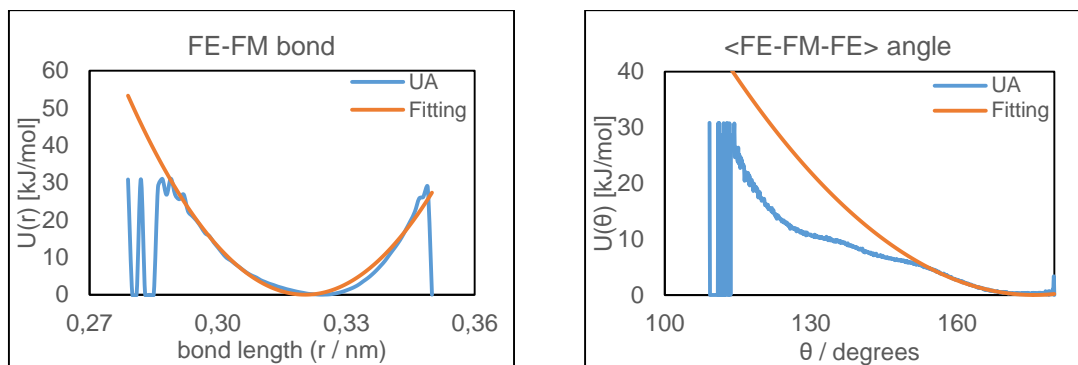 FE-FM bond
60
50
40
30
20
10
0
U(r) [kJ/mol]
UA
Fitting
0,27
0,30
0,33
0,36
bond length (r / nm)
<FE-FM-FE> angle
40
30
20
10
0
U(θ) [kJ/mol]
UA
Fitting
100
130
160
θ / degrees